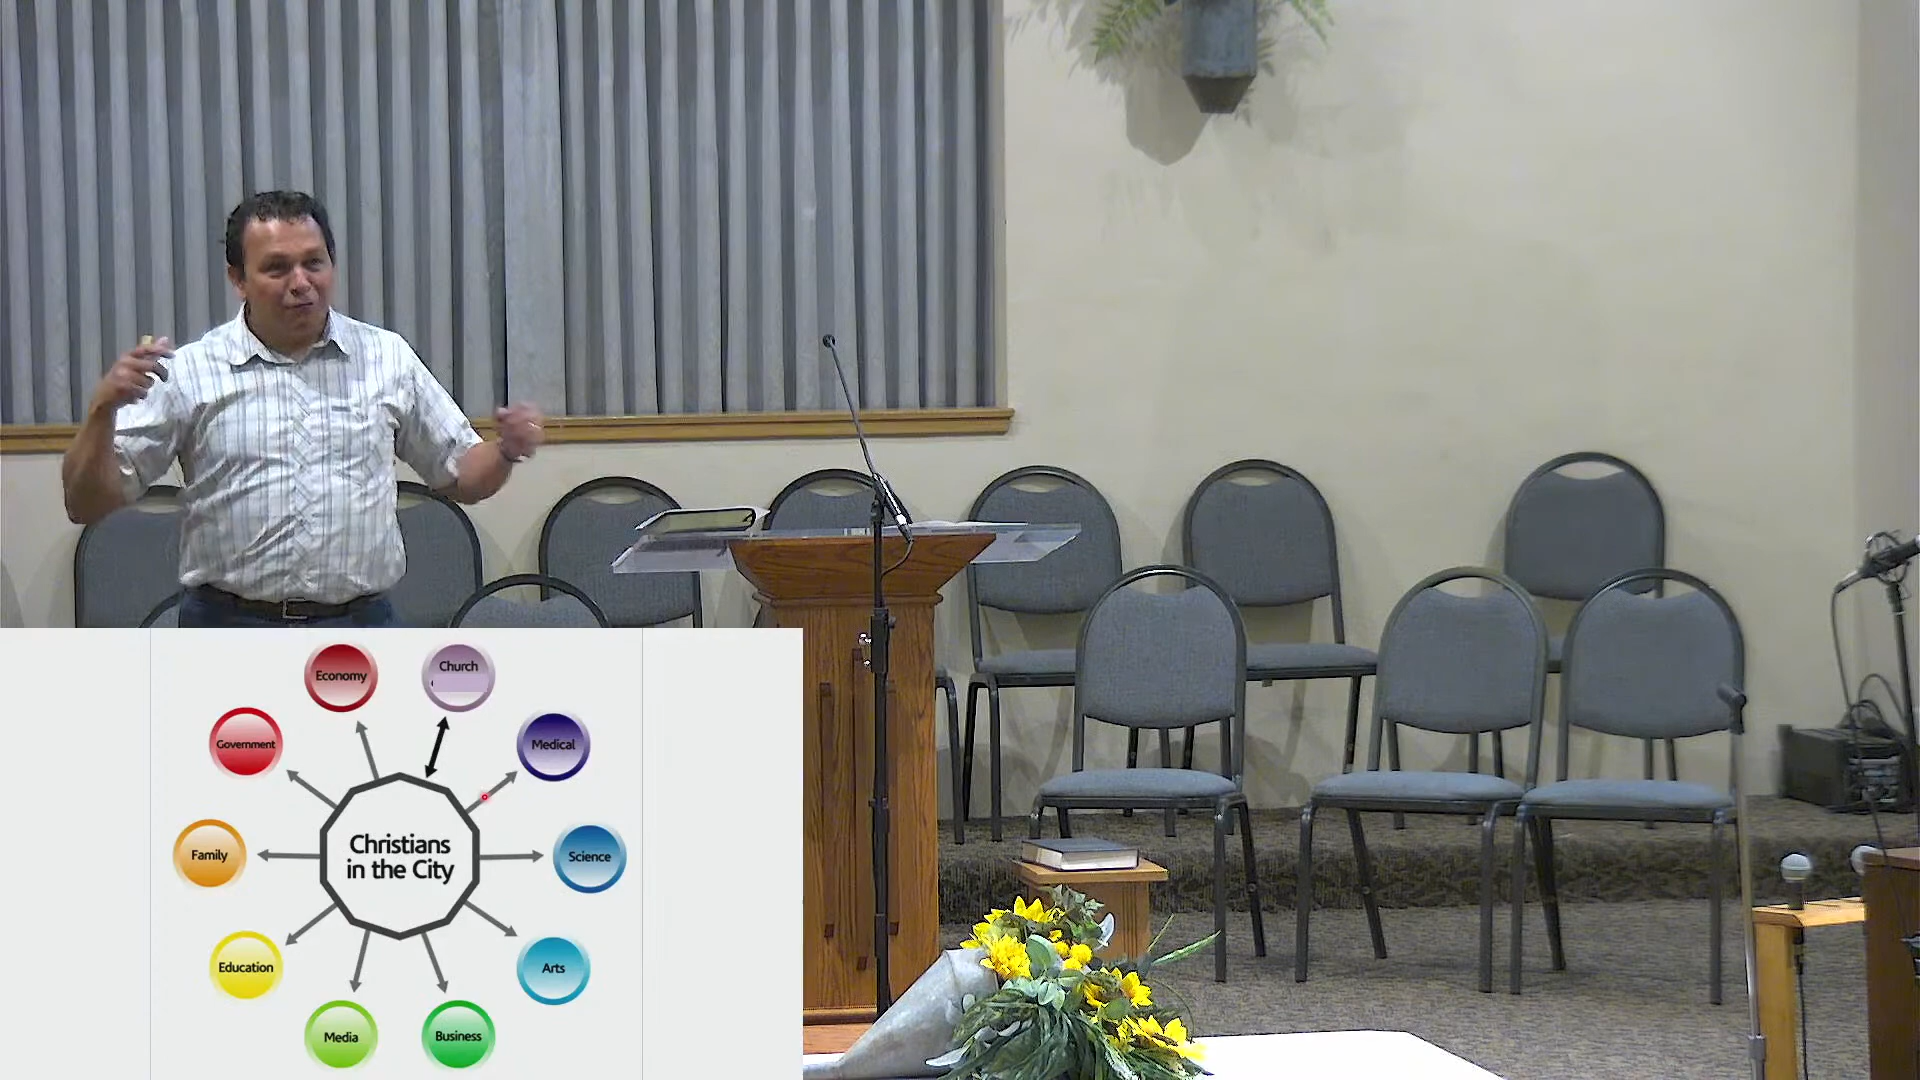 Economy
Church
Government
Medical
Family
Christians
in the City
Science
Education
Arts
Media
Business